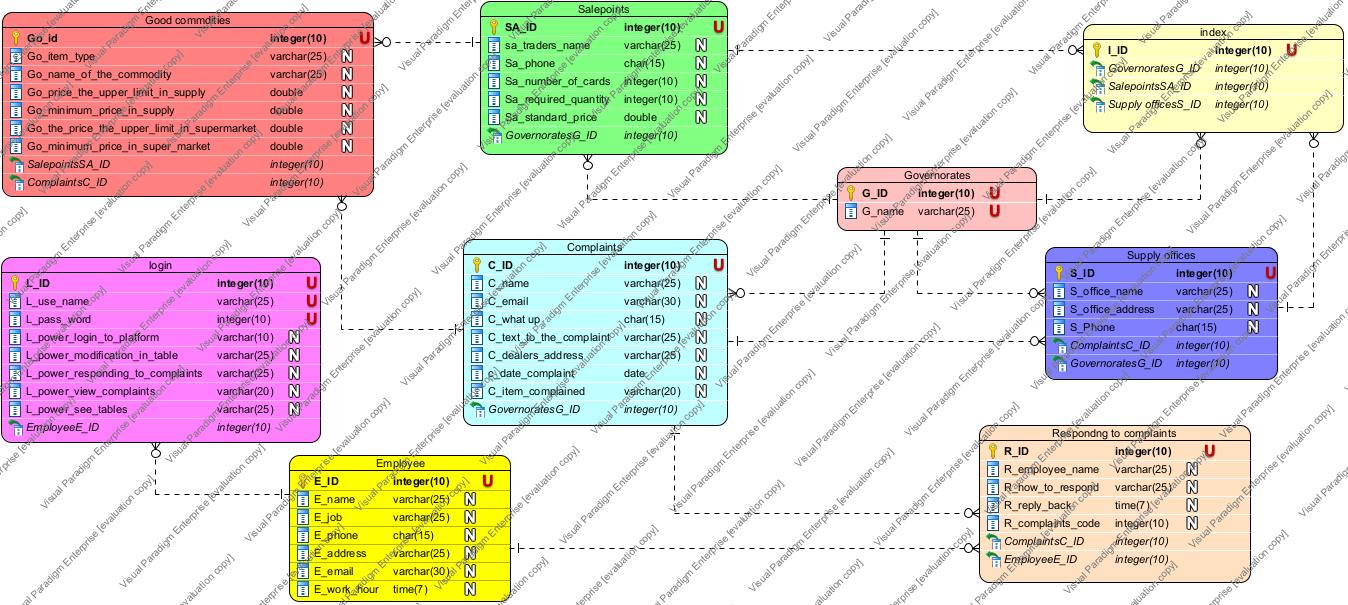 Good commdities
Go_id integer(10) U
Go_item_type varchar(25) N
Go_name_of_the_commodity varchar(25) N
Go_price_the_upper_limit_in_supply double N
Go_minimum_price_in_supply double N
Go_the_price_the_upper_limit_in_supermarket double N
Go_minimum_price_in_super_market double N
SalepointsSA_ID integer(10)
ComplaintsC_ID integer(10)
Salepoints
SA_ID integer(10) U
sa_traders_name varchar(25) N
Sa_phone char(15) N
Sa_number_of_cards integer(10) N
Sa_required_quantity integer(10) N
Sa_standard_price double N
GovernoratesG_ID integer(10)
index
I_ID integer(10) U
GovernoratesG_ID integer(10)
SalepointsSA_ID integer(10)
Supply officesS_ID integer(10)
Governorates
G_ID integer(10) U
G_name varchar(25) U
login
L_ID integer(10) U
L_use_name varchar(25) U
L_pass_word integer(10) U
L_power_login_to_platform varchar(10) N
L_power_modification_in_table varchar(25) N
L_power_responding_to_complaints varchar(25) N
L_power_view_complaints varchar(20) N
L_power_see_tables varchar(25) N
EmployeeE_ID integer(10)
Complaints
C_ID integer(10) U
C_name varchar(25) N
C_email varchar(30) N
C_what up char(15) N
C_text_to_the_complaint varchar(25) N
C_dealers_address varchar(25) N
C_date_complaint date N
C_item_complained varchar(20) N
GovernoratesG_ID integer(10)
Supply offices
S_ID integer(10) U
S_office_name varchar(25) N
S_office_address varchar(25) N
S_Phone char(15) N
ComplaintsC_ID integer(10)
GovernoratesG_ID integer(10)
Employee
E_ID integer(10) U
E_name varchar(25) N
E_job varchar(25) N
E_phone char(15) N
E_address varchar(25) N
E_email varchar(30) N
E_work_hour time(7) N
Respondng to complaints
R_ID integer(10) U
R_employee_name varchar(25) N
R_how_to_respond varchar(25) N
R_reply_back time(7) N
R_complaints_code integer(10) N
ComplaintsC_ID integer(10)
EmployeeE_ID integer(10)
Visual Paradigm Enterprise [evaluation copy]